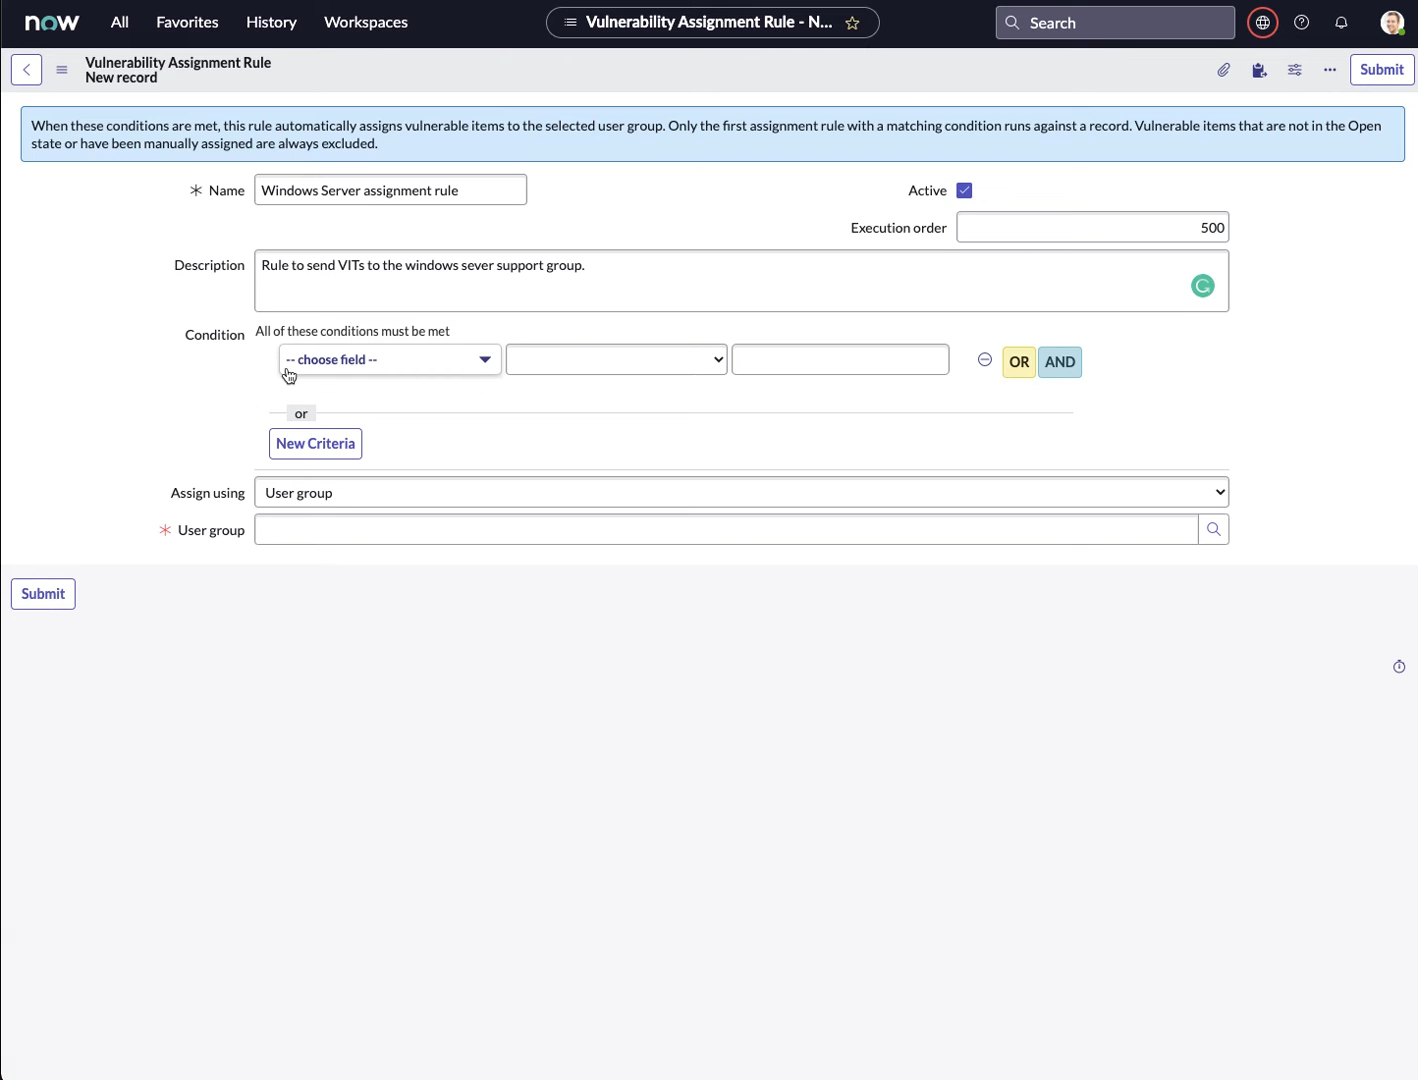 now All Favorites History Workspaces Vulnerability Assignment Rule - N... Search
Vulnerability Assignment Rule
New record
Submit
When these conditions are met, this rule automatically assigns vulnerable items to the selected user group. Only the first assignment rule with a matching condition runs against a record. Vulnerable items that are not in the Open
state or have been manually assigned are always excluded.
Name Windows Server assignment rule Active
Execution order 500
Description Rule to send VITs to the windows sever support group.
Condition All of these conditions must be met
-- choose field -- OR AND
or
New Criteria
Assign using User group
User group
Submit